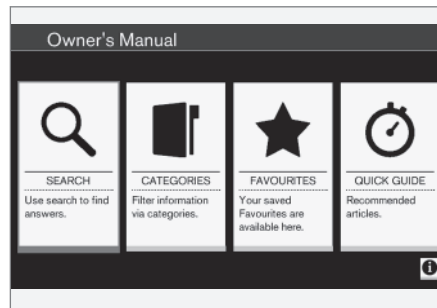 Owner's Manual
SEARCH
Use search to find
answers.
CATEGORIES
Filter information
via categories.
FAVOURITES
Your saved
Favourites are
available here.
QUICK GUIDE
Recommended
articles.
i